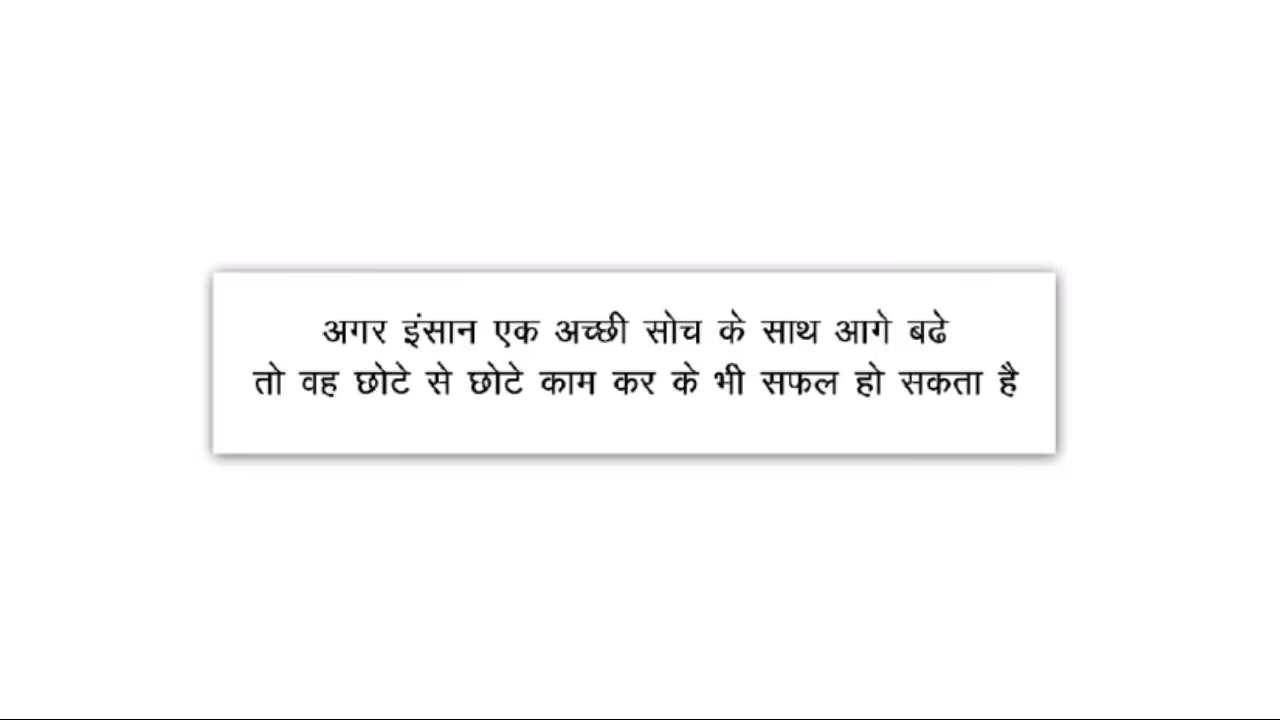 अगर इंसान एक अच्छी सोच के साथ आगे बढे
तो वह छोटे से छोटे काम कर के भी सफल हो सकता है